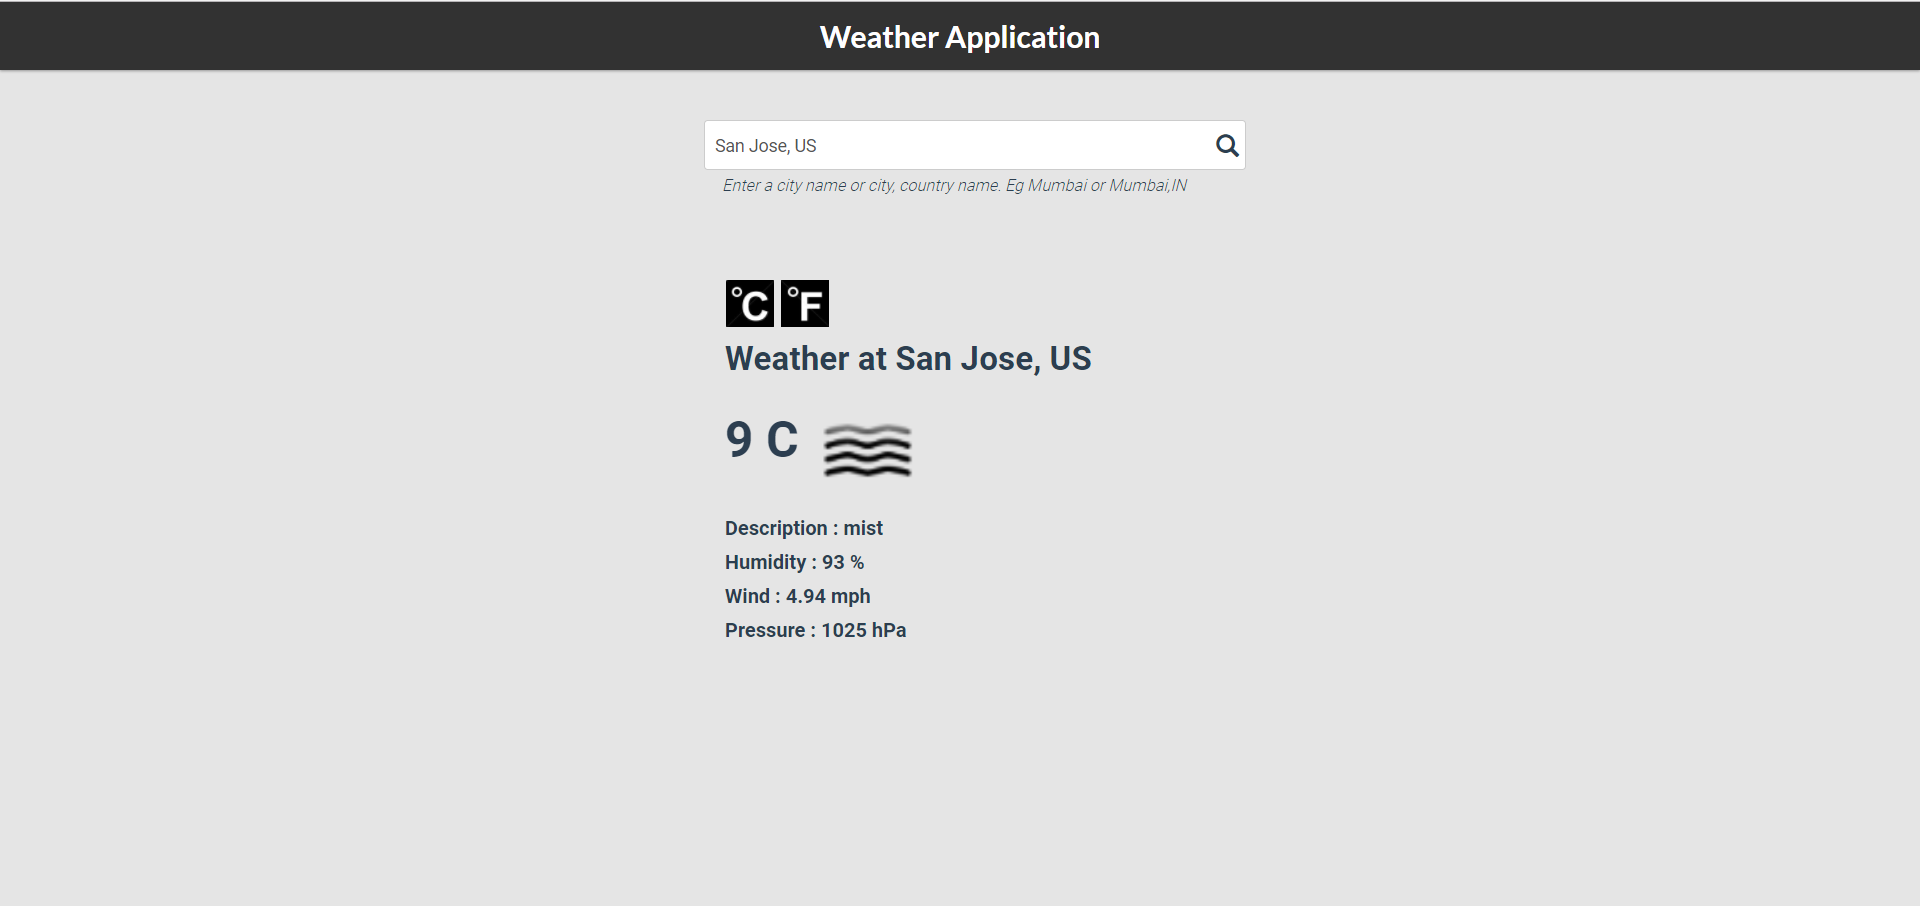 Weather Application
San Jose, US
Enter a city name or city, country name. Eg Mumbai or Mumbai,IN
°C °F
Weather at San Jose, US
9 C
Description : mist
Humidity : 93 %
Wind : 4.94 mph
Pressure : 1025 hPa